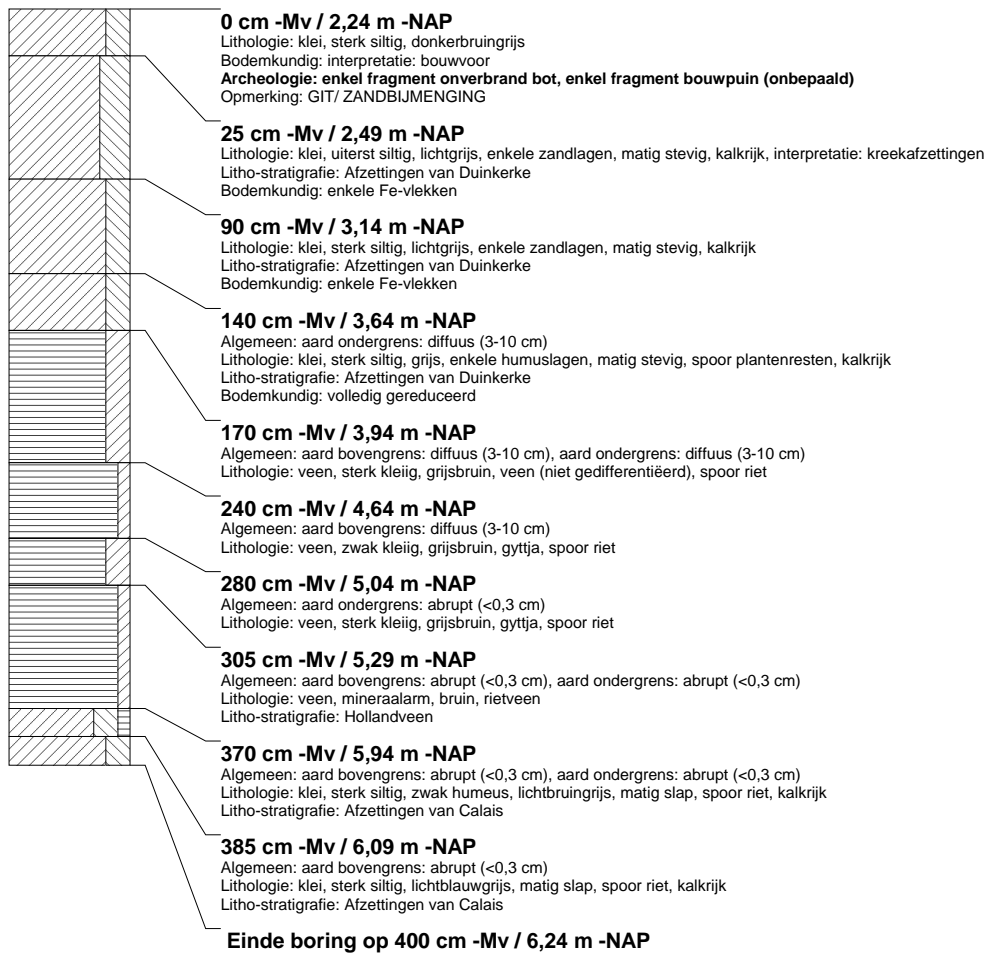 0 cm -Mv / 2,24 m -NAP
Lithologie: klei, sterk siltig, donkerbruingrijs
Bodemkundig: interpretatie: bouwvoor
Archeologie: enkel fragment onverbrand bot, enkel fragment bouwpuin (onbepaald)
Opmerking: GIT/ ZANDBIJMENGING
25 cm -Mv / 2,49 m -NAP
Lithologie: klei, uiterst siltig, lichtgrijs, enkele zandlagen, matig stevig, kalkrijk, interpretatie: kreekafzettingen
Litho-stratigrafie: Afzettingen van Duinkerke
Bodemkundig: enkele Fe-vlekken
90 cm -Mv / 3,14 m -NAP
Lithologie: klei, sterk siltig, lichtgrijs, enkele zandlagen, matig stevig, kalkrijk
Litho-stratigrafie: Afzettingen van Duinkerke
Bodemkundig: enkele Fe-vlekken
140 cm -Mv / 3,64 m -NAP
Algemeen: aard ondergrens: diffuus (3-10 cm)
Lithologie: klei, sterk siltig, grijs, enkele humuslagen, matig stevig, spoor plantenresten, kalkrijk
Litho-stratigrafie: Afzettingen van Duinkerke
Bodemkundig: volledig gereduceerd
170 cm -Mv / 3,94 m -NAP
Algemeen: aard bovengrens: diffuus (3-10 cm), aard ondergrens: diffuus (3-10 cm)
Lithologie: veen, sterk kleiig, grijsbruin, veen (niet gedifferentiëerd), spoor riet
240 cm -Mv / 4,64 m -NAP
Algemeen: aard bovengrens: diffuus (3-10 cm)
Lithologie: veen, zwak kleiig, grijsbruin, gyttja, spoor riet
280 cm -Mv / 5,04 m -NAP
Algemeen: aard ondergrens: abrupt (<0,3 cm)
Lithologie: veen, sterk kleiig, grijsbruin, gyttja, spoor riet
305 cm -Mv / 5,29 m -NAP
Algemeen: aard bovengrens: abrupt (<0,3 cm), aard ondergrens: abrupt (<0,3 cm)
Lithologie: veen, mineraalarm, bruin, rietveen
Litho-stratigrafie: Hollandveen
370 cm -Mv / 5,94 m -NAP
Algemeen: aard bovengrens: abrupt (<0,3 cm), aard ondergrens: abrupt (<0,3 cm)
Lithologie: klei, sterk siltig, zwak humeus, lichtbruingrijs, matig slap, spoor riet, kalkrijk
Litho-stratigrafie: Afzettingen van Calais
385 cm -Mv / 6,09 m -NAP
Algemeen: aard bovengrens: abrupt (<0,3 cm)
Lithologie: klei, sterk siltig, lichtblauwgrijs, matig slap, spoor riet, kalkrijk
Litho-stratigrafie: Afzettingen van Calais
Einde boring op 400 cm -Mv / 6,24 m -NAP